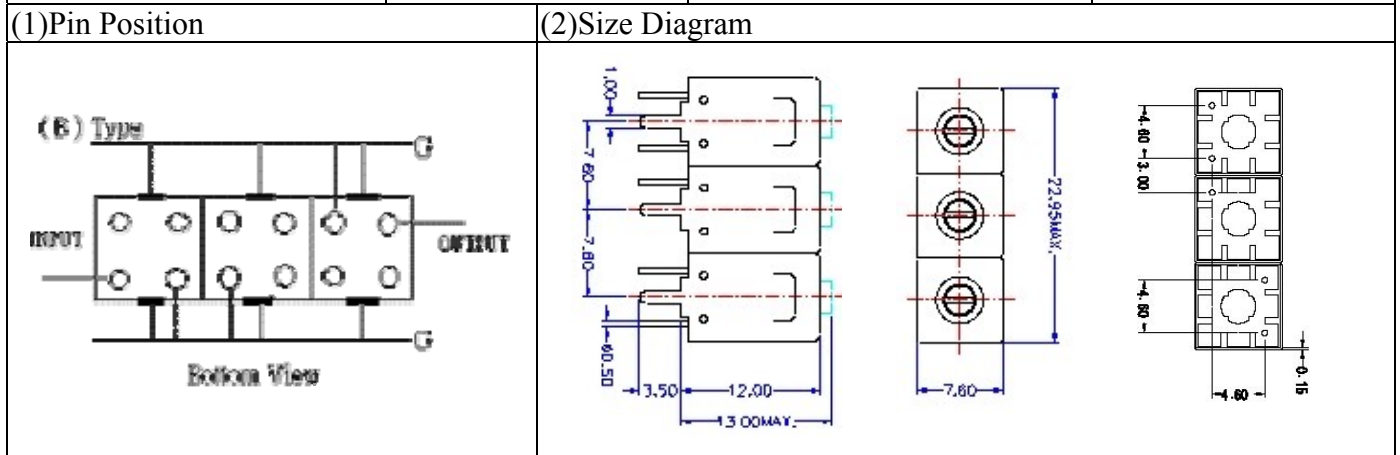 (1)Pin Position
(2)Size Diagram
(B) Type
G
INPUT
OUTPUT
G
Bottom View
1.00
7.60
7.60
Φ0.50
3.50
12.00
13.00MAX.
22.95MAX.
7.60
4.60
3.00
4.60
0.15
4.60